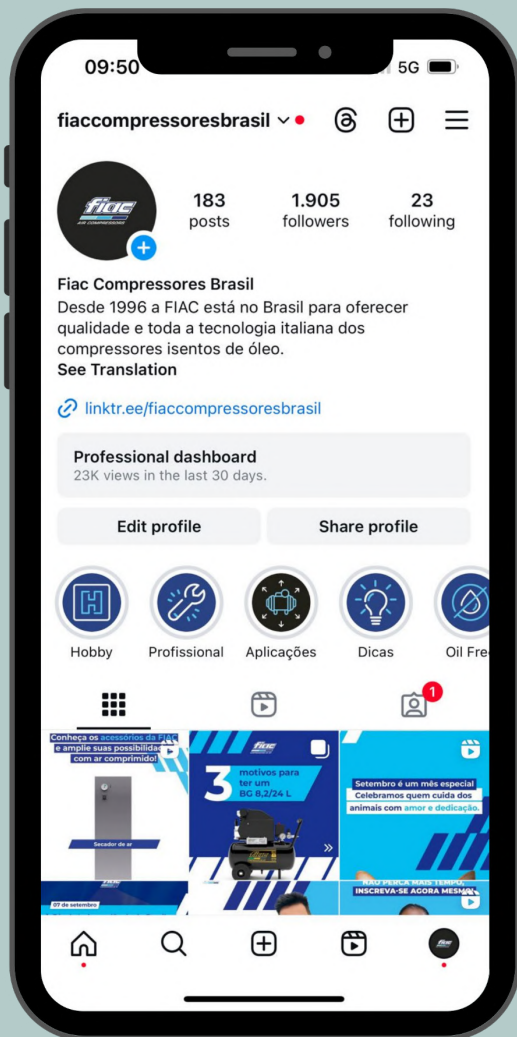 09:50
5G
fiaccompressoresbrasil
fiac
AIR COMPRESSORS
183
posts
1.905
followers
23
following
Fiac Compressores Brasil
Desde 1996 a FIAC está no Brasil para oferecer
qualidade e toda a tecnologia italiana dos
compressores isentos de óleo.
See Translation
linktr.ee/fiaccompressoresbrasil
Professional dashboard
23K views in the last 30 days.
Edit profile
Share profile
H
Hobby
Profissional
Aplicações
Dicas
Oil Fre
1
Conheça os acessórios da FIAC
e amplie suas
com ar comprimido!
Secador de ar
fiac
3
motivos para
ter um
BG 8,2/24 L
Setembro é um mês especial
Celebramos quem cuida dos
animais com amor e dedicação.
07 de setembro
NÃO PERCA MAIS TEMPO,
INSCREVA-SE AGORA MESMO
fiac